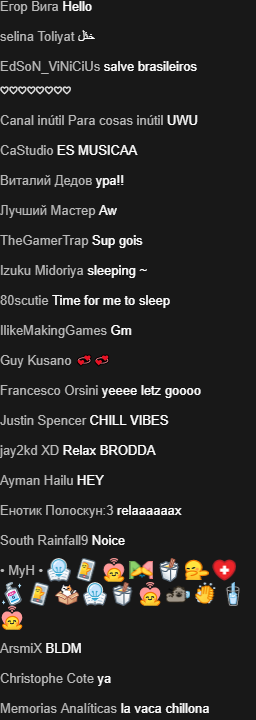 Егор Вига Hello
selina Toliyat
EdSoN_ViNiCiUs salve brasileiros
♡♡♡♡♡♡♡♡
Canal inútil Para cosas inútil UWU
CaStudio ES MUSICAA
Виталий Дедов ура!!
Лучший Мастер Aw
TheGamerTrap Sup gois
Izuku Midoriya sleeping ~
80scutie Time for me to sleep
IlikeMakingGames Gm
Guy Kusano
Francesco Orsini yeeee letz goooo
Justin Spencer CHILL VIBES
jay2kd XD Relax BRODDA
Ayman Hailu HEY
Енотик Полоскун:3 relaaaaaax
South Rainfall9 Noice
• MyH •
ArsmiX BLDM
Christophe Cote ya
Memorias Analíticas la vaca chillona